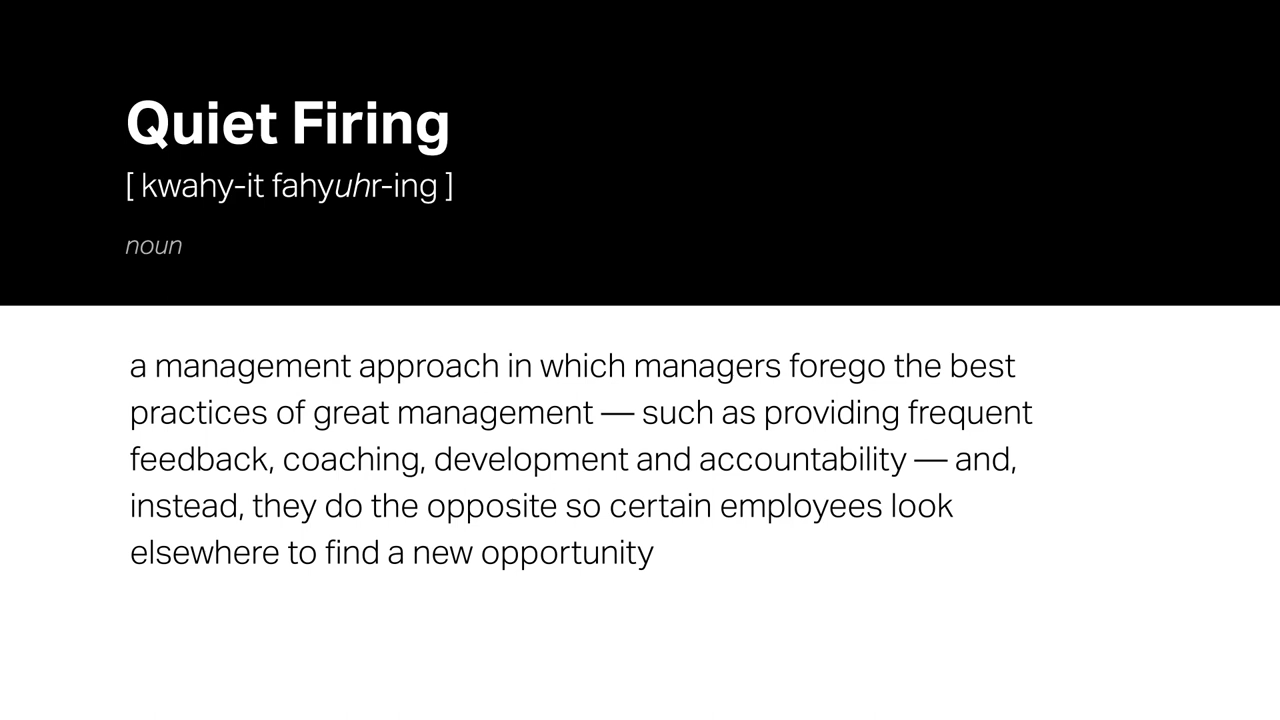 Quiet Firing
[ kwahy-it fahyuhr-ing ]
noun
a management approach in which managers forego the best
practices of great management — such as providing frequent
feedback, coaching, development and accountability — and,
instead, they do the opposite so certain employees look
elsewhere to find a new opportunity